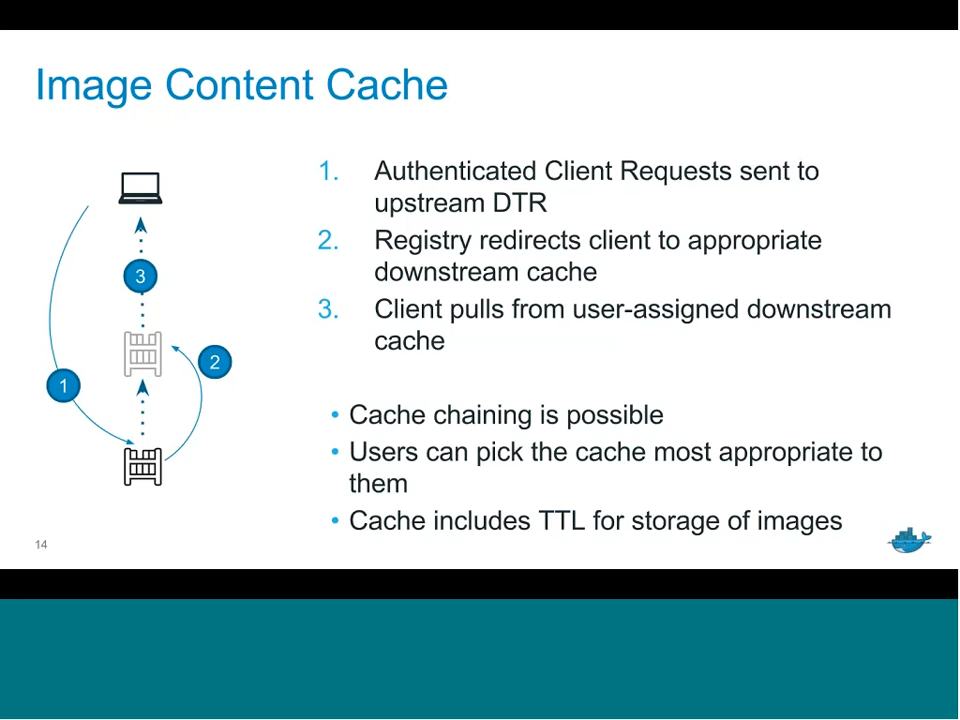 Image Content Cache
1. Authenticated Client Requests sent to
upstream DTR
2. Registry redirects client to appropriate
downstream cache
3. Client pulls from user-assigned downstream
cache
3
2
1
• Cache chaining is possible
• Users can pick the cache most appropriate to
them
• Cache includes TTL for storage of images
14